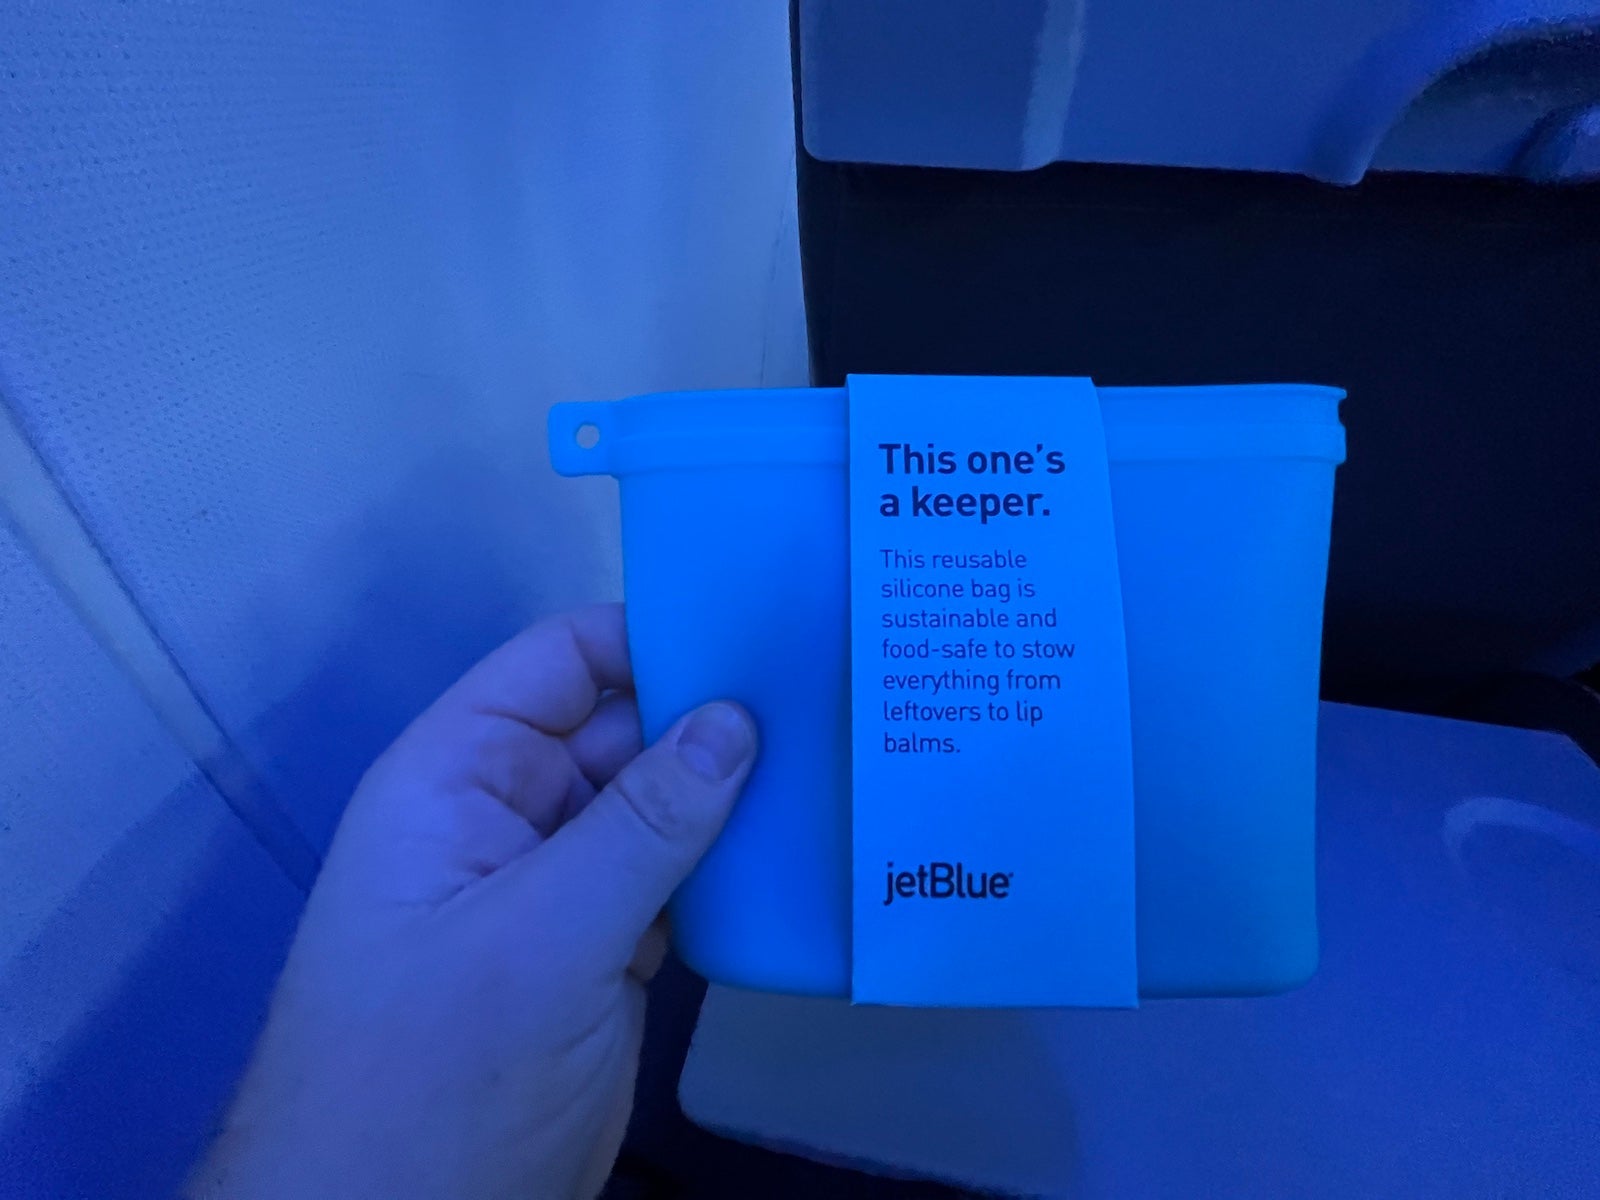 This one's
a keeper.
This reusable
silicone bag is
sustainable and
food-safe to stow
everything from
leftovers to lip
balms.
jetBlue